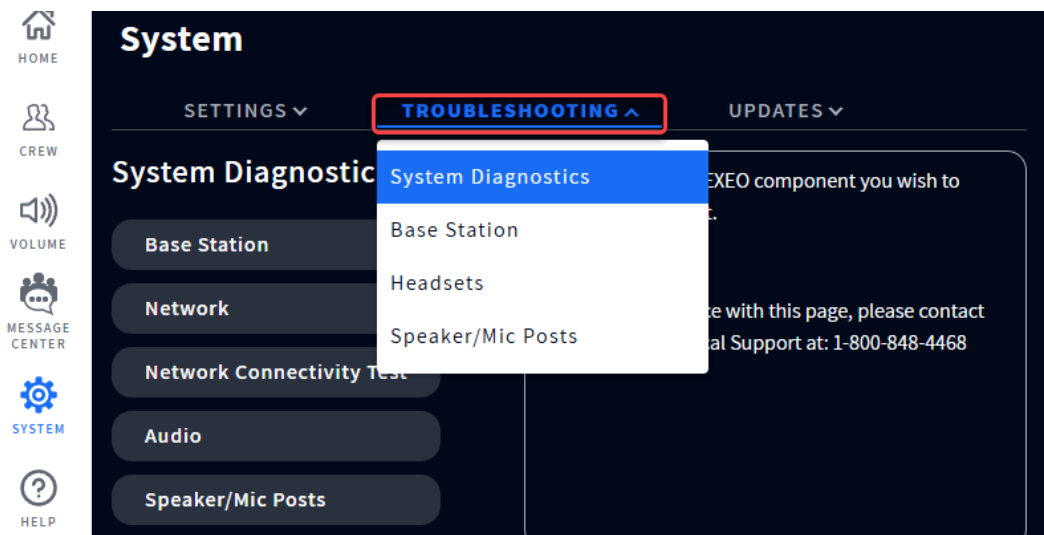 HOME
CREW
VOLUME
MESSAGE
CENTER
SYSTEM
HELP
System
SETTINGS
TROUBLESHOOTING
UPDATES
System Diagnostic
Base Station
Network
Network Connectivity Test
Audio
Speaker/Mic Posts
System Diagnostics
Base Station
Headsets
Speaker/Mic Posts
EXEO component you wish to
with this page, please contact
al Support at: 1-800-848-4468